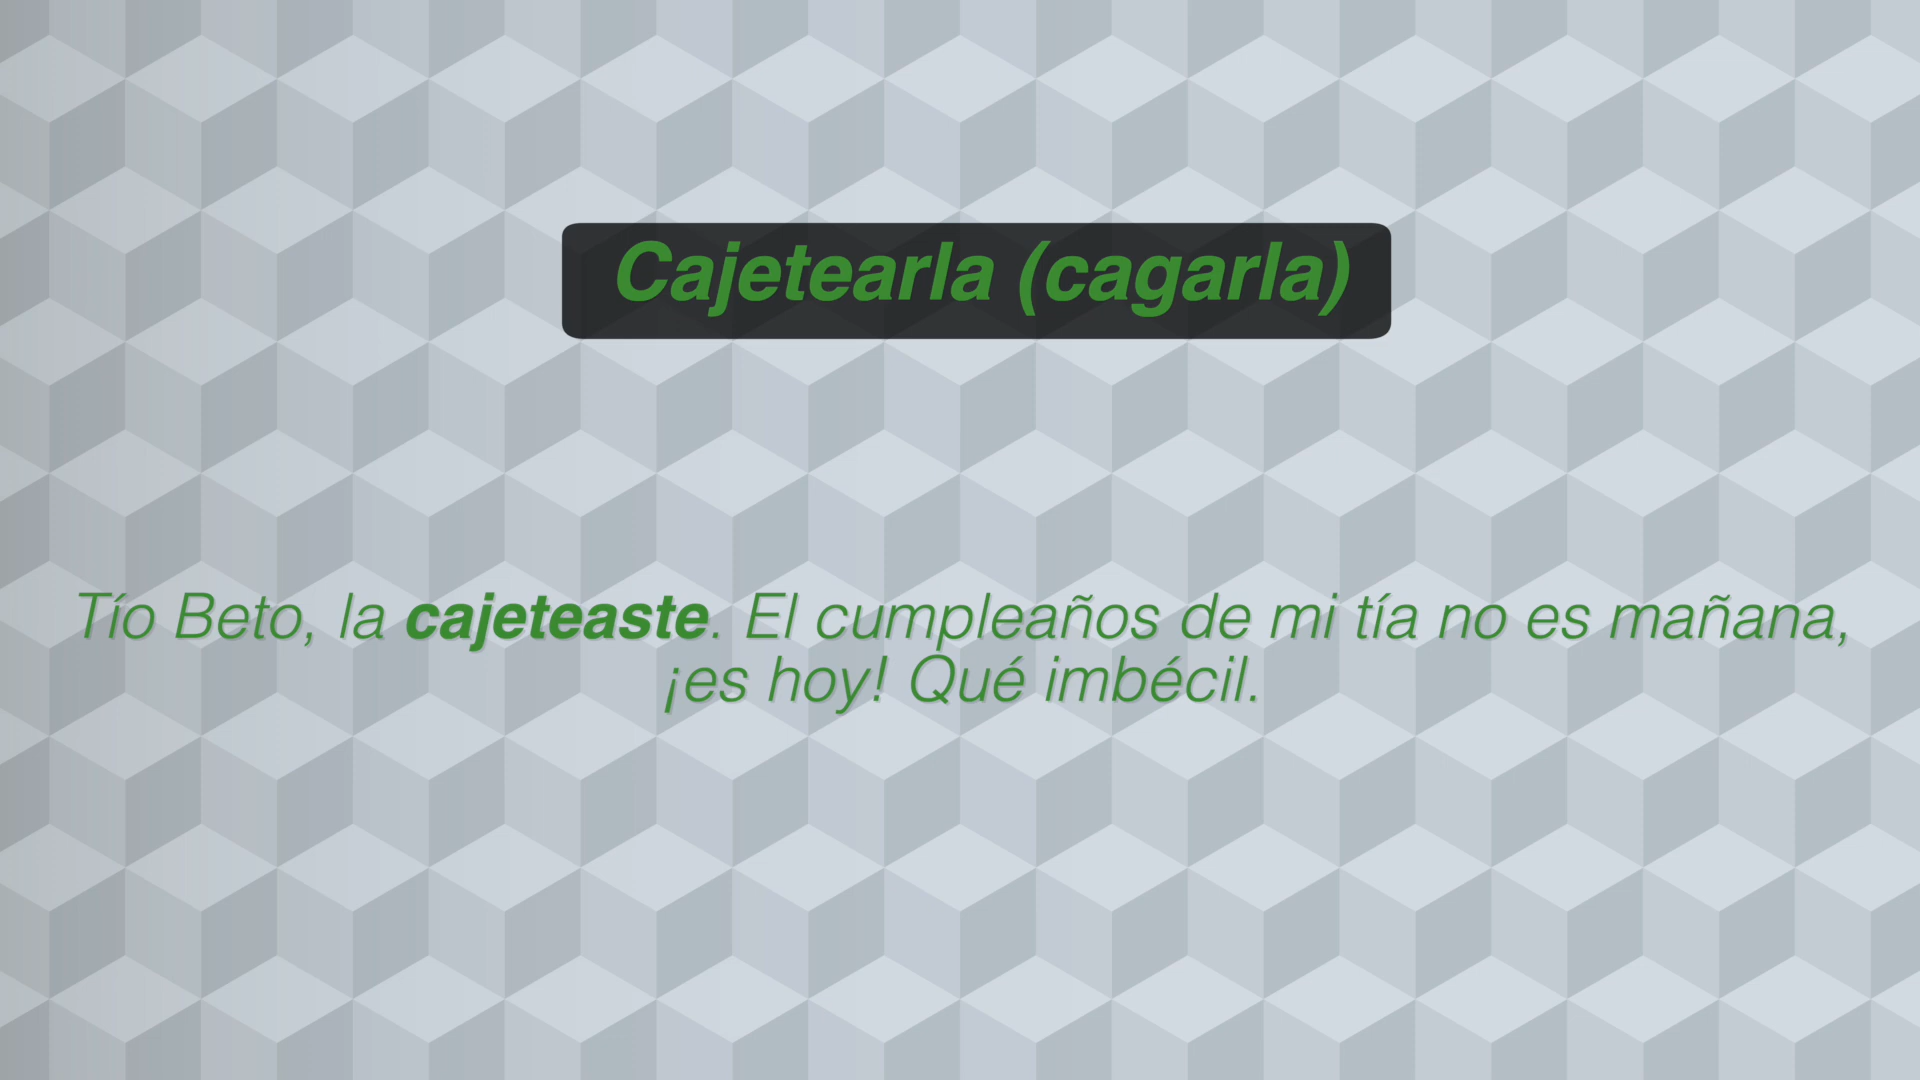 Cajetearla (cagarla)
Tío Beto, la cajeteaste. El cumpleaños de mi tía no es mañana,
¡es hoy! Qué imbécil.